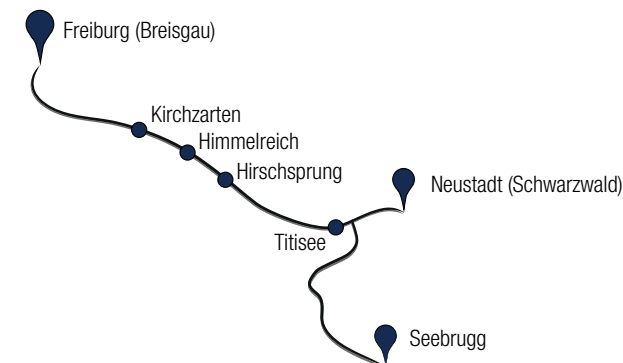 Freiburg (Breisgau)
Kirchzarten
Himmelreich
Hirschsprung
Neustadt (Schwarzwald)
Titisee
Seebrugg